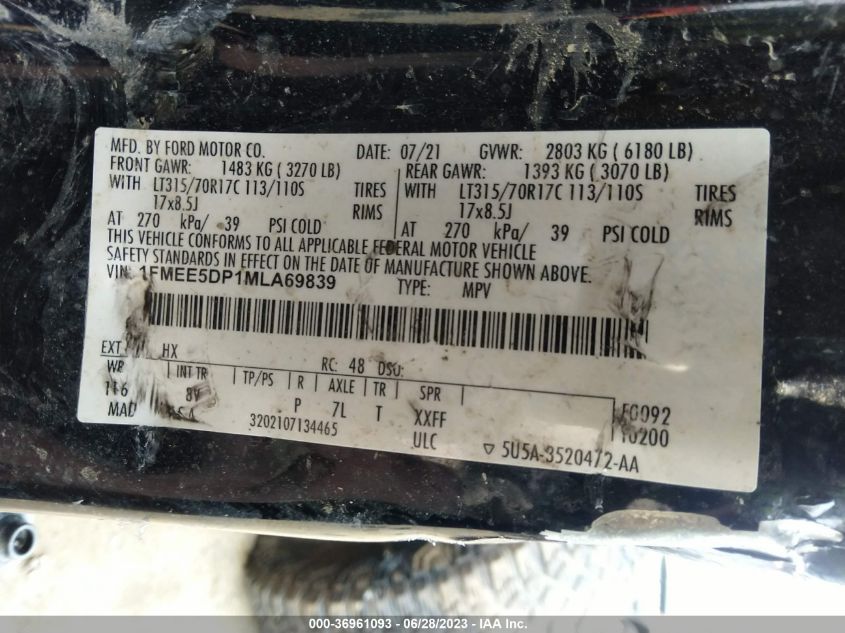 MFD. BY FORD MOTOR CO. DATE: 07/21 GVWR: 2803 KG ( 6180 LB)
FRONT GAWR: 1483 KG ( 3270 LB) REAR GAWR: 1393 KG ( 3070 LB)
WITH LT315/70R17C 113/110S TIRES WITH LT315/70R17C 113/110S TIRES
17x8.5J RIMS 17x8.5J RIMS
AT 270 kPa/ 39 PSI COLD AT 270 kPa/ 39 PSI COLD
THIS VEHICLE CONFORMS TO ALL APPLICABLE FEDERAL MOTOR VEHICLE
SAFETY STANDARDS IN EFFECT ON THE DATE OF MANUFACTURE SHOWN ABOVE.
VIN: 1FMEE5DP1MLA69839 TYPE: MPV
EXT HX RC: 48 DSO:
WB INT TR TP/PS R AXLE TR SPR
116 8V P 7L T XXFF
MAD 3202107134465 ULC 5U5A-3520472-AA
000-36961093 - 06/28/2023 - IAA Inc.